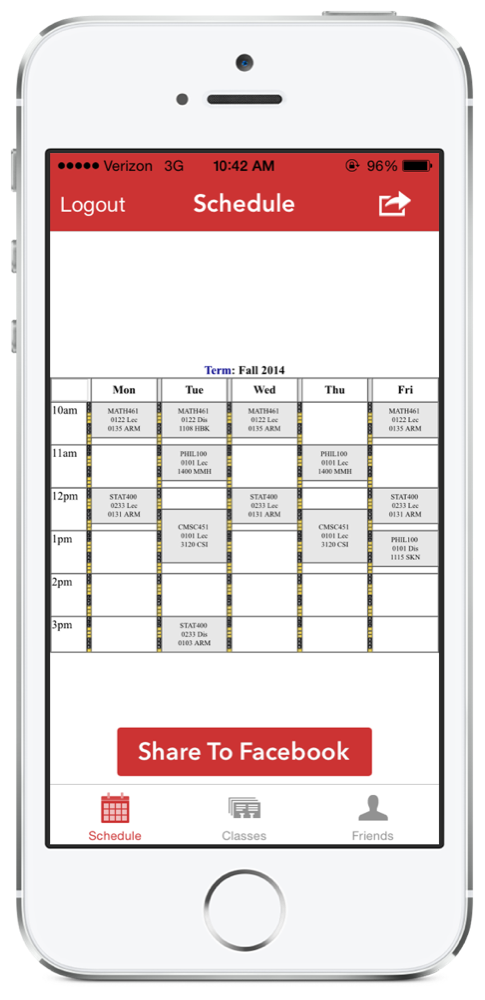 Verizon 3G 10:42 AM 96%
Logout Schedule
Term: Fall 2014
Mon Tue Wed Thu Fri
10am
MATH461
0122 Lec
0135 ARM
MATH461
0122 Dis
1108 HBK
MATH461
0122 Lec
0135 ARM
MATH461
0122 Lec
0135 ARM
11am
PHIL100
0101 Lec
1400 MMH
PHIL100
0101 Lec
1400 MMH
12pm
STAT400
0233 Lec
0131 ARM
CMSC451
0101 Lec
3120 CSI
STAT400
0233 Lec
0131 ARM
CMSC451
0101 Lec
3120 CSI
STAT400
0233 Lec
0131 ARM
1pm
PHIL100
0101 Dis
1115 SKN
2pm
3pm
STAT400
0233 Dis
0103 ARM
Share To Facebook
Schedule Classes Friends